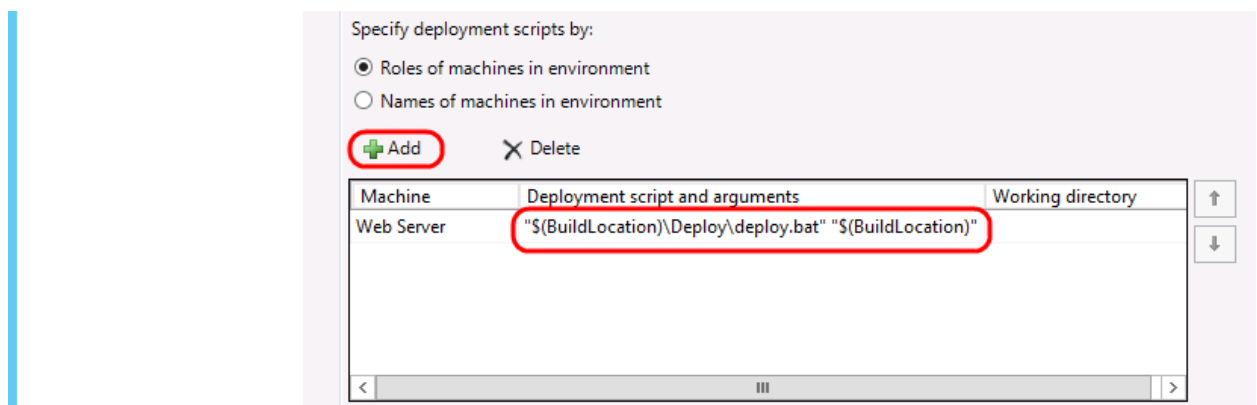 Specify deployment scripts by:
Roles of machines in environment
Names of machines in environment
Add Delete
Machine Deployment script and arguments Working directory
Web Server "$(BuildLocation)\Deploy\deploy.bat" "$(BuildLocation)"